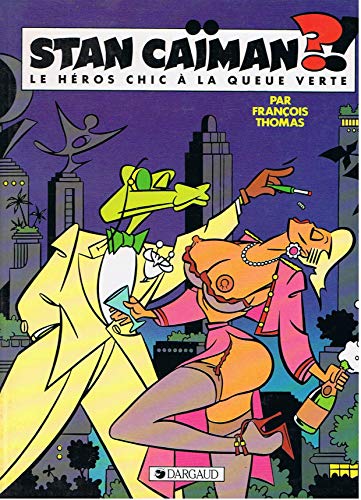 STAN CAÏMAN?!
LE HÉROS CHIC À LA QUEUE VERTE
PAR
FRANÇOIS
THOMAS
DARGAUD